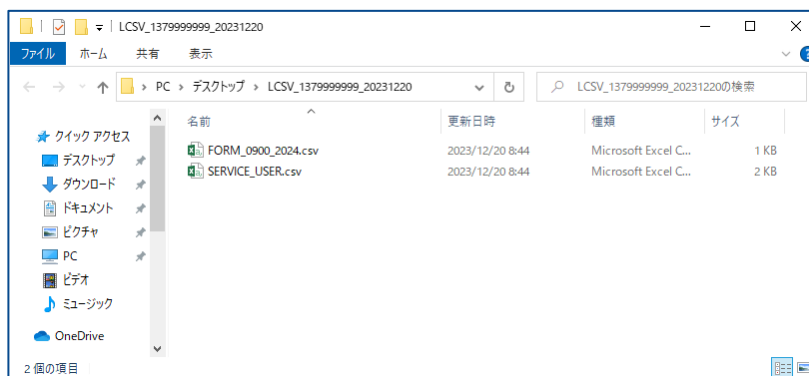 LCSV_1379999999_20231220
ファイル ホーム 共有 表示
PC > デスクトップ > LCSV_1379999999_20231220
LCSV_1379999999_20231220の検索
名前 更新日時 種類 サイズ
クイック アクセス
デスクトップ
ダウンロード
ドキュメント
ピクチャ
PC
ビデオ
ミュージック
OneDrive
FORM_0900_2024.csv 2023/12/20 8:44 Microsoft Excel C... 1 KB
SERVICE_USER.csv 2023/12/20 8:44 Microsoft Excel C... 2 KB
2 個の項目